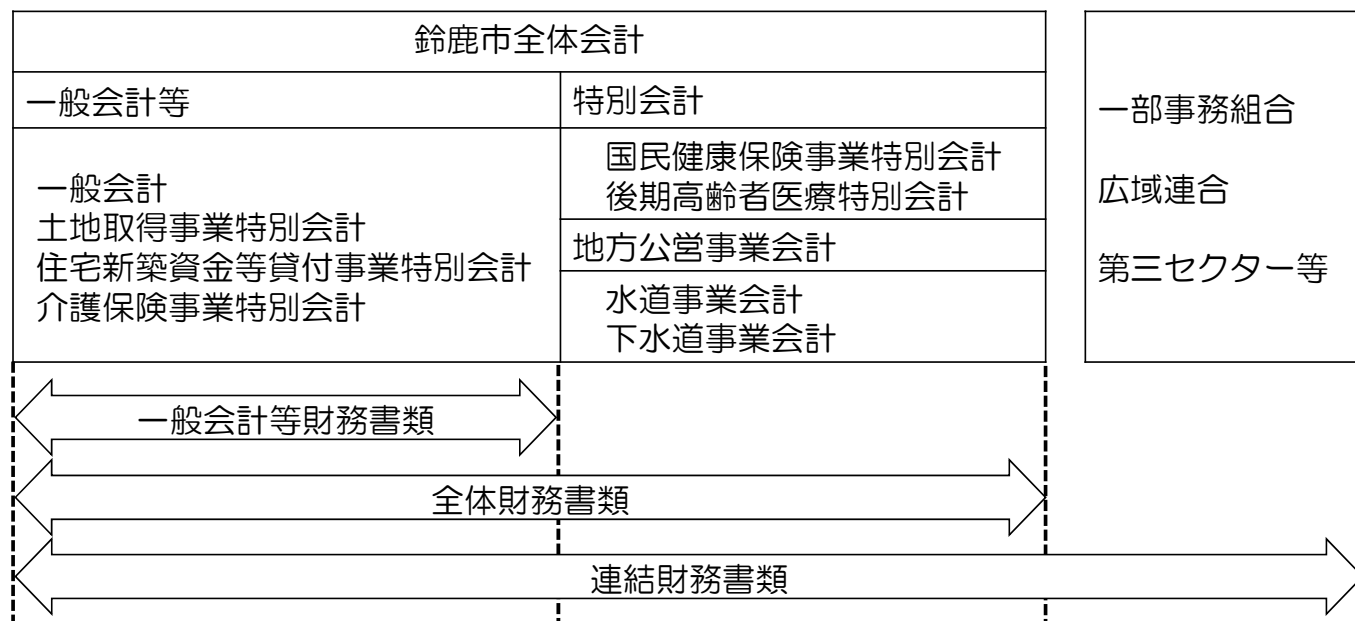 鈴鹿市全体会計
一般会計等
特別会計
一般会計
土地取得事業特別会計
住宅新築資金等貸付事業特別会計
介護保険事業特別会計
国民健康保険事業特別会計
後期高齢者医療特別会計
地方公営事業会計
水道事業会計
下水道事業会計
一部事務組合
広域連合
第三セクター等
一般会計等財務書類
全体財務書類
連結財務書類